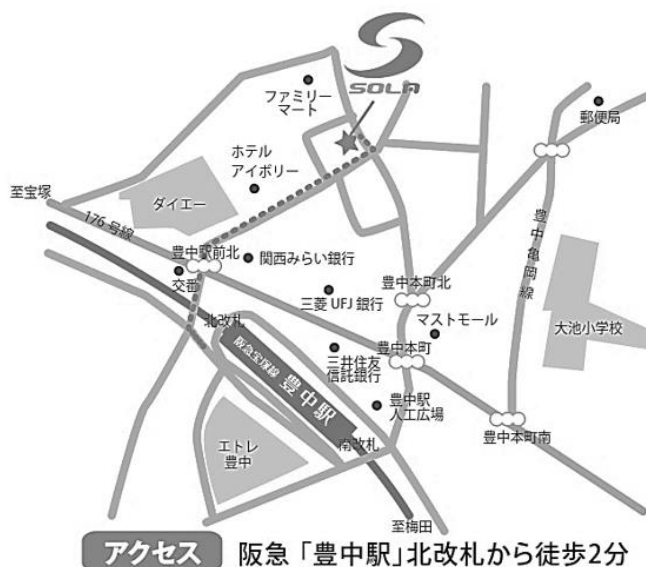 SOLA
ファミリー
マート
郵便局
ホテル
アイボリー
至宝塚
ダイエー
176号線
豊中亀岡線
豊中駅前北
関西みらい銀行
交番
豊中本町北
三菱UFJ銀行
マストモール
大池小学校
北改札
豊中本町
三井住友
信託銀行
阪急宝塚線
豊中駅
豊中駅
人工広場
豊中本町南
エトレ
豊中
南改札
至梅田
アクセス 阪急「豊中駅」北改札から徒歩2分